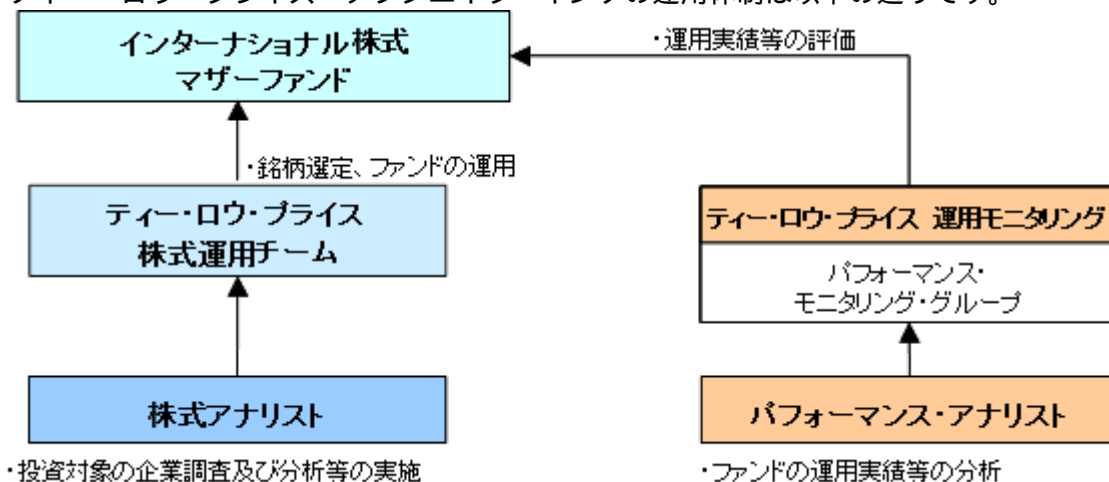 インターナショナル株式
マザーファンド
・運用実績等の評価
・銘柄選定、ファンドの運用
ティー・ロウ・プライス
株式運用チーム
ティー・ロウ・プライス 運用モニタリング
パフォーマンス・
モニタリング・グループ
株式アナリスト
パフォーマンス・アナリスト
・投資対象の企業調査及び分析等の実施
・ファンドの運用実績等の分析